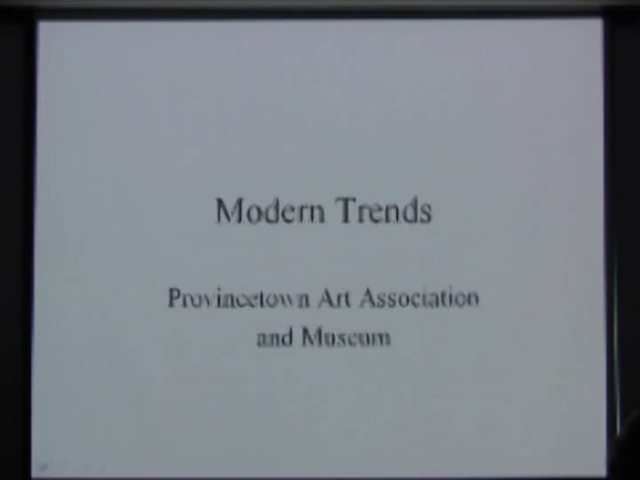 Modern Trends
Provincetown Art Association
and Museum